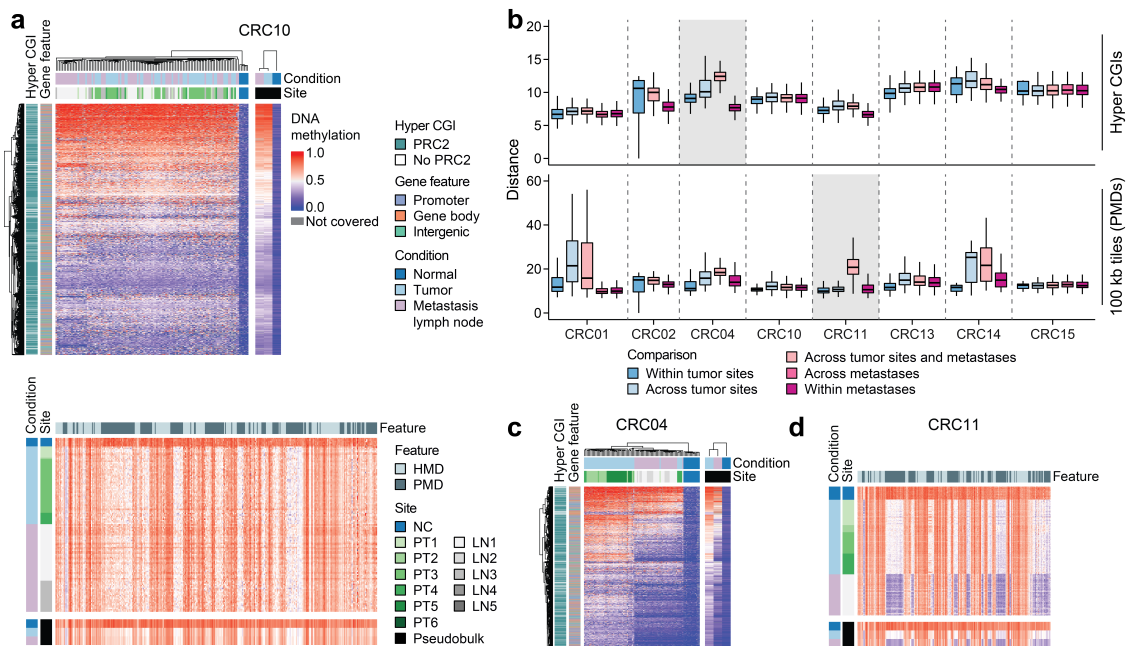 a
CRC10
Hyper CGI
Gene feature
Condition
Site
DNA
methylation
1.0
0.5
0.0
Not covered
Hyper CGI
PRC2
No PRC2
Gene feature
Promoter
Gene body
Intergenic
Condition
Normal
Tumor
Metastasis
lymph node
Condition
Site
Feature
Feature
HMD
PMD
Site
NC
PT1
PT2
PT3
PT4
PT5
PT6
Pseudobulk
LN1
LN2
LN3
LN4
LN5
b
Distance
20
15
10
5
0
Hyper CGIs
60
40
20
0
100 kb tiles (PMDs)
CRC01 CRC02 CRC04 CRC10 CRC11 CRC13 CRC14 CRC15
Comparison
Within tumor sites
Across tumor sites
Across tumor sites and metastases
Across metastases
Within metastases
c
CRC04
Hyper CGI
Gene feature
Condition
Site
d
CRC11
Condition
Site
Feature